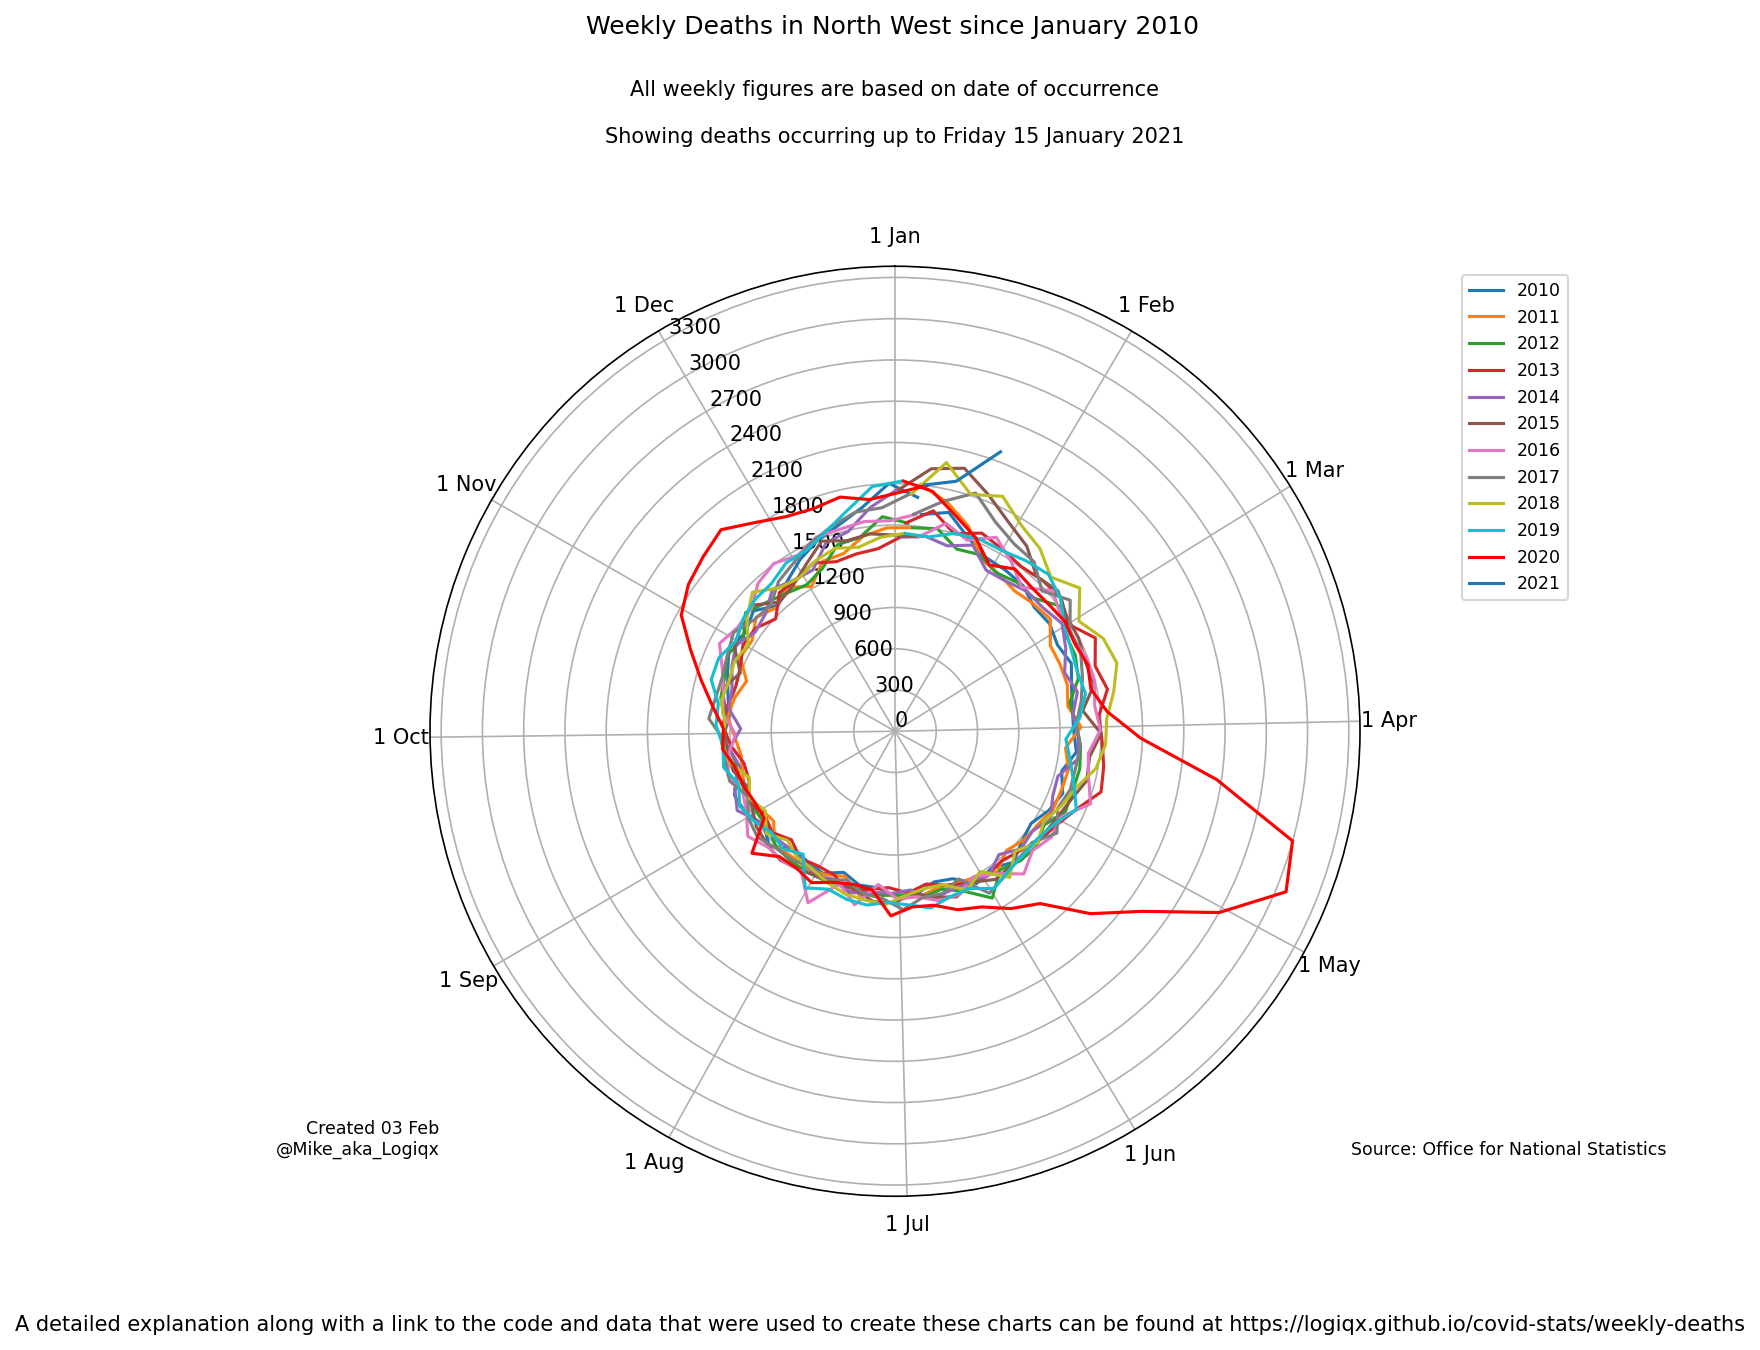 Weekly Deaths in North West since January 2010
All weekly figures are based on date of occurrence
Showing deaths occurring up to Friday 15 January 2021
1 Jan
1 Feb
1 Mar
1 Apr
1 May
1 Jun
1 Jul
1 Aug
1 Sep
1 Oct
1 Nov
1 Dec
3300
3000
2700
2400
2100
1800
1500
1200
900
600
300
0
2010
2011
2012
2013
2014
2015
2016
2017
2018
2019
2020
2021
Created 03 Feb
@Mike_aka_Logiqx
Source: Office for National Statistics
A detailed explanation along with a link to the code and data that were used to create these charts can be found at https://logiqx.github.io/covid-stats/weekly-deaths